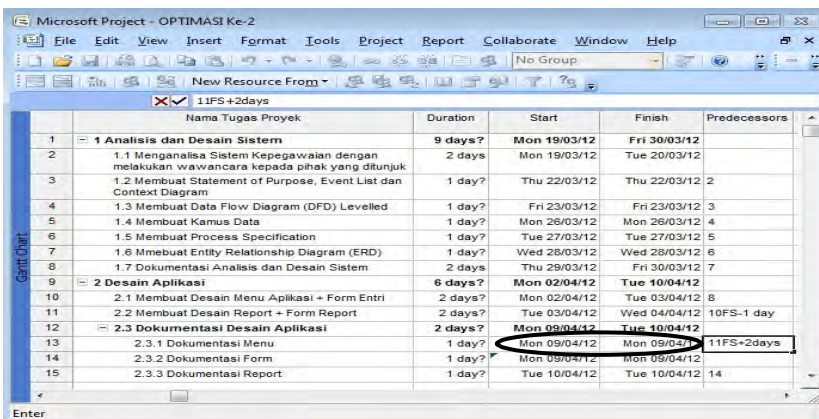 Microsoft Project - OPTIMASI Ke-2
File Edit View Insert Format Tools Project Report Collaborate Window Help
No Group
New Resource From
11FS+2days
Nama Tugas Proyek Duration Start Finish Predecessors
1 1 Analisis dan Desain Sistem 9 days? Mon 19/03/12 Fri 30/03/12
2 1.1 Menganalisa Sistem Kepegawaian dengan 2 days Mon 19/03/12 Tue 20/03/12
melakukan wawancara kepada pihak yang ditunjuk
3 1.2 Membuat Statement of Purpose, Event List dan 1 day? Thu 22/03/12 Thu 22/03/12 2
Context Diagram
4 1.3 Membuat Data Flow Diagram (DFD) Levelled 1 day? Fri 23/03/12 Fri 23/03/12 3
5 1.4 Membuat Kamus Data 1 day? Mon 26/03/12 Mon 26/03/12 4
6 1.5 Membuat Process Specification 1 day? Tue 27/03/12 Tue 27/03/12 5
7 1.6 Mmebuat Entity Relationship Diagram (ERD) 1 day? Wed 28/03/12 Wed 28/03/12 6
8 1.7 Dokumentasi Analisis dan Desain Sistem 2 days Thu 29/03/12 Fri 30/03/12 7
9 2 Desain Aplikasi 6 days? Mon 02/04/12 Tue 10/04/12
10 2.1 Membuat Desain Menu Aplikasi + Form Entri 2 days? Mon 02/04/12 Tue 03/04/12 8
11 2.2 Membuat Desain Report + Form Report 2 days? Tue 03/04/12 Wed 04/04/12 10FS-1 day
12 2.3 Dokumentasi Desain Aplikasi 2 days? Mon 09/04/12 Tue 10/04/12
13 2.3.1 Dokumentasi Menu 1 day? Mon 09/04/12 Mon 09/04/12 11FS+2days
14 2.3.2 Dokumentasi Form 1 day? Mon 09/04/12 Mon 09/04/12
15 2.3.3 Dokumentasi Report 1 day? Tue 10/04/12 Tue 10/04/12 14
Gantt Chart
Enter